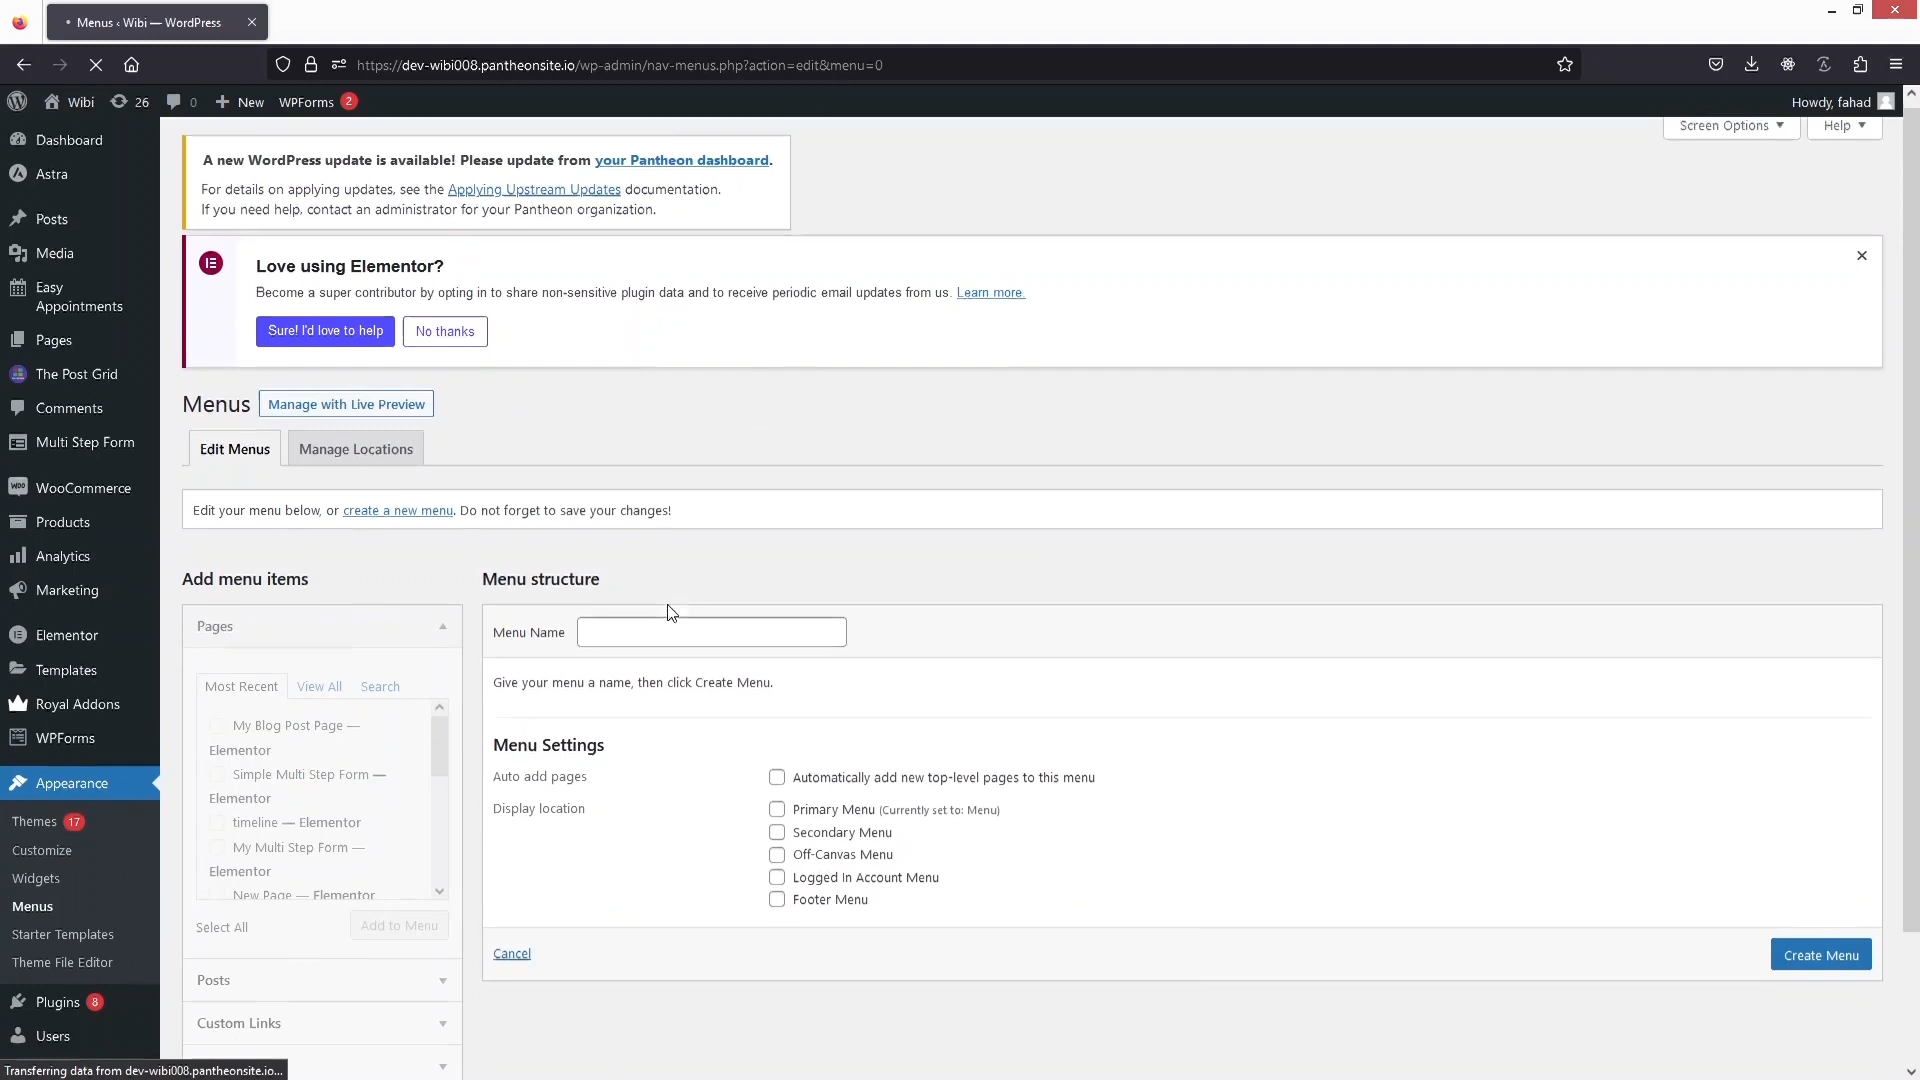 Menus ‹ Wibi — WordPress
https://dev-wibi008.pantheonsite.io/wp-admin/nav-menus.php?action=edit&menu=0
Wibi 26 0 New WPForms 2 Howdy, fahad
Screen Options Help
Dashboard
Astra
Posts
Media
Easy
Appointments
Pages
The Post Grid
Comments
Multi Step Form
WooCommerce
Products
Analytics
Marketing
Elementor
Templates
Royal Addons
WPForms
Appearance
Themes 17
Customize
Widgets
Menus
Starter Templates
Theme File Editor
Plugins 8
Users
A new WordPress update is available! Please update from your Pantheon dashboard.
For details on applying updates, see the Applying Upstream Updates documentation.
If you need help, contact an administrator for your Pantheon organization.
Love using Elementor?
Become a super contributor by opting in to share non-sensitive plugin data and to receive periodic email updates from us. Learn more.
Sure! I'd love to help No thanks
Menus Manage with Live Preview
Edit Menus Manage Locations
Edit your menu below, or create a new menu. Do not forget to save your changes!
Add menu items
Pages
Most Recent View All Search
My Blog Post Page —
Elementor
Simple Multi Step Form —
Elementor
timeline — Elementor
My Multi Step Form —
Elementor
New Page — Elementor
Select All Add to Menu
Posts
Custom Links
Menu structure
Menu Name
Give your menu a name, then click Create Menu.
Menu Settings
Auto add pages Automatically add new top-level pages to this menu
Display location Primary Menu (Currently set to: Menu)
Secondary Menu
Off-Canvas Menu
Logged In Account Menu
Footer Menu
Cancel Create Menu
Transferring data from dev-wibi008.pantheonsite.io...